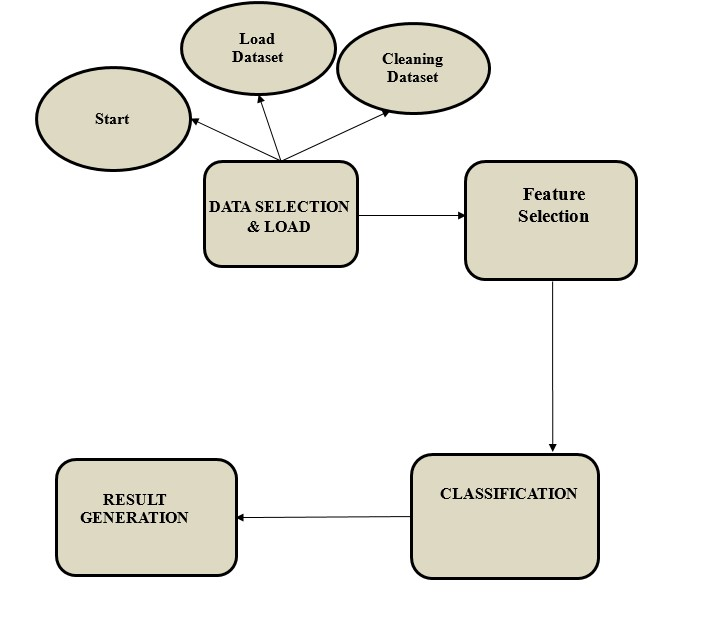 Load
Dataset
Cleaning
Dataset
Start
DATA SELECTION
& LOAD
Feature
Selection
CLASSIFICATION
RESULT
GENERATION